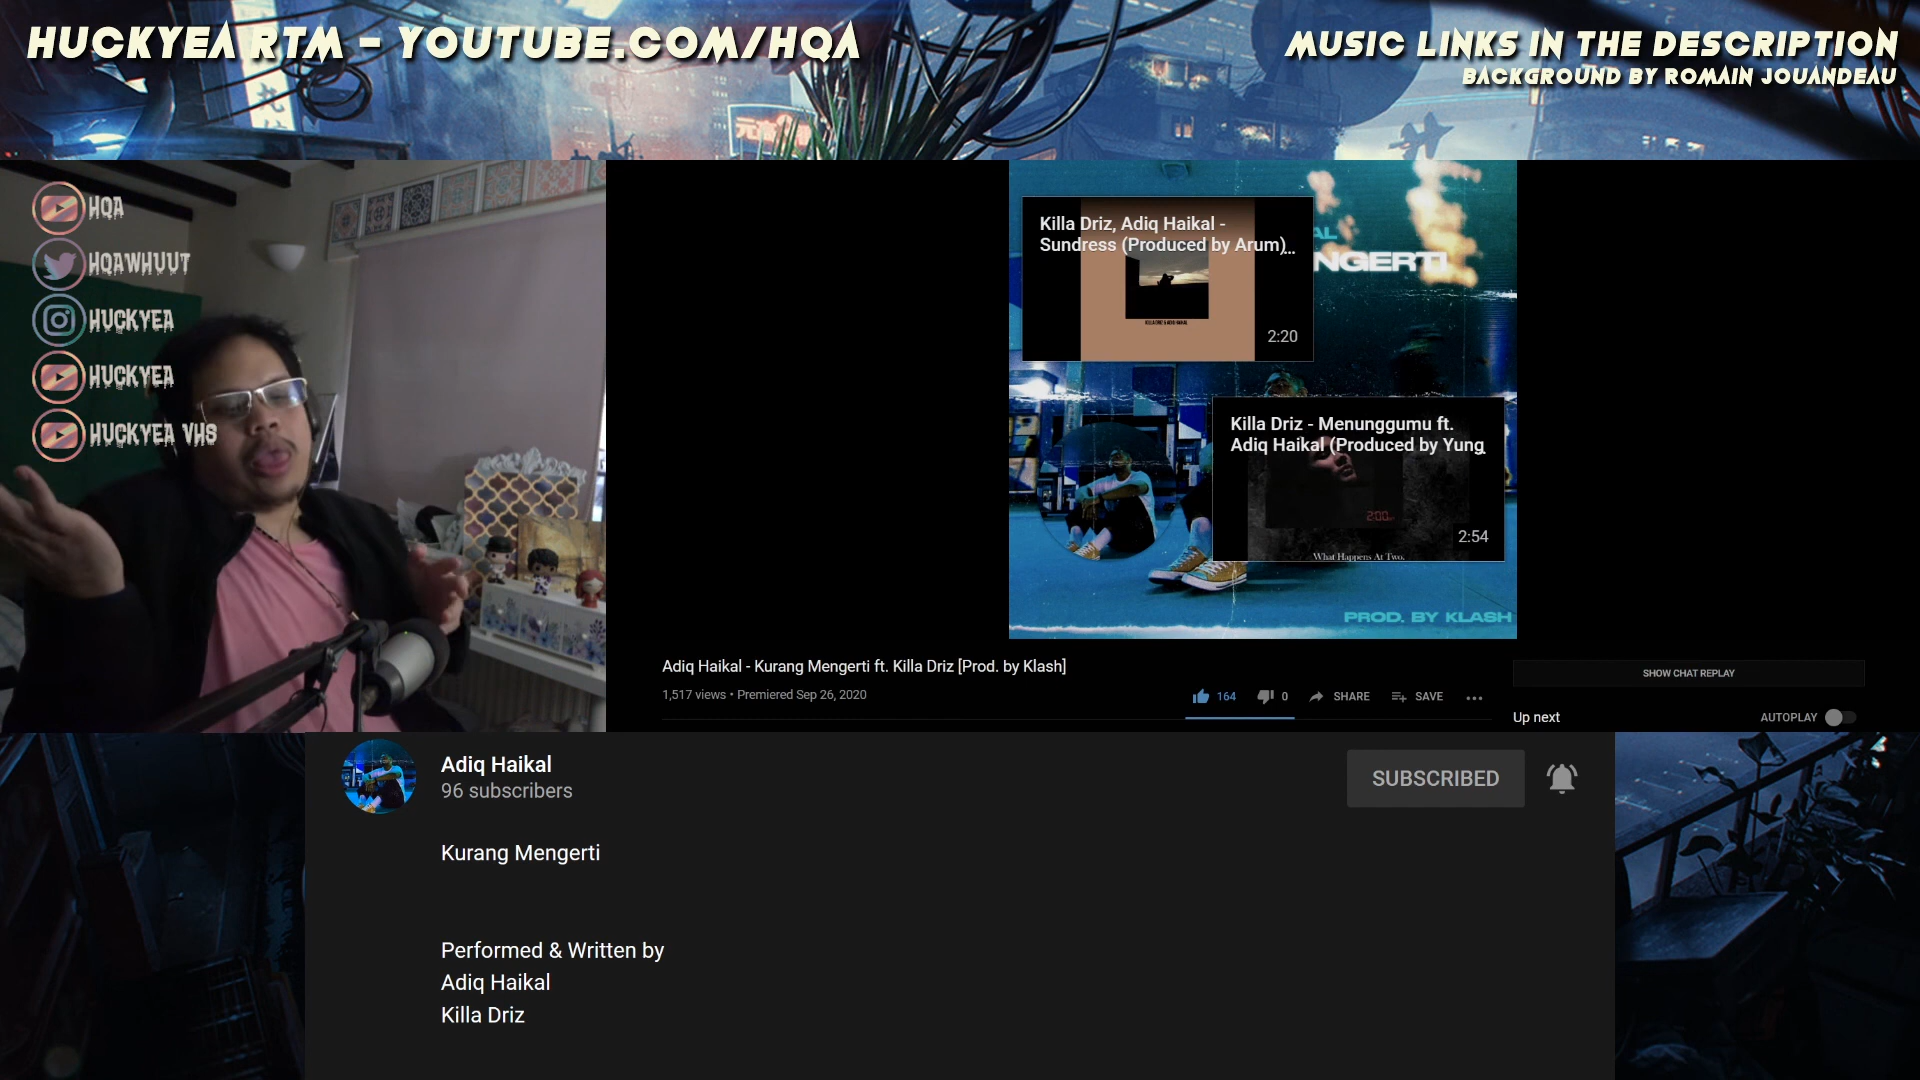 HUCKYEA RTM - YOUTUBE.COM/HQA
MUSIC LINKS IN THE DESCRIPTION
BACKGROUND BY ROMAIN JOUANDEAU
HQA
HQAWHUUT
HUCKYEA
HUCKYEA
HUCKYEA VHS
Killa Driz, Adiq Haikal -
Sundress (Produced by Arum)...
2:20
AL
NGERTI
Killa Driz - Menunggumu ft.
Adiq Haikal (Produced by Yung
2:00
2:54
What Happens At Two.
PROD. BY KLASH
Adiq Haikal - Kurang Mengerti ft. Killa Driz [Prod. by Klash]
1,517 views • Premiered Sep 26, 2020
164
0
SHARE
SAVE
SHOW CHAT REPLAY
Up next
AUTOPLAY
Adiq Haikal
96 subscribers
SUBSCRIBED
Kurang Mengerti
Performed & Written by
Adiq Haikal
Killa Driz